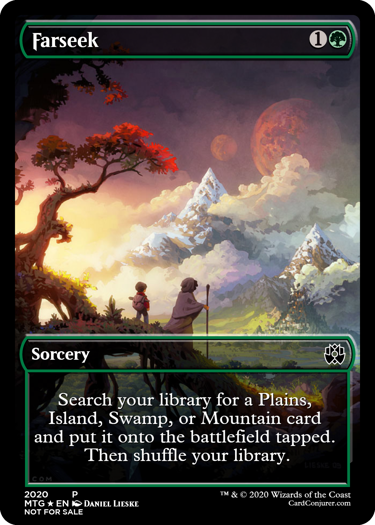 Farseek
1
Sorcery
Search your library for a Plains,
Island, Swamp, or Mountain card
and put it onto the battlefield tapped.
Then shuffle your library.
2020 P
MTG ★ EN DANIEL LIESKE
NOT FOR SALE
™ & © 2020 Wizards of the Coast
CardConjurer.com